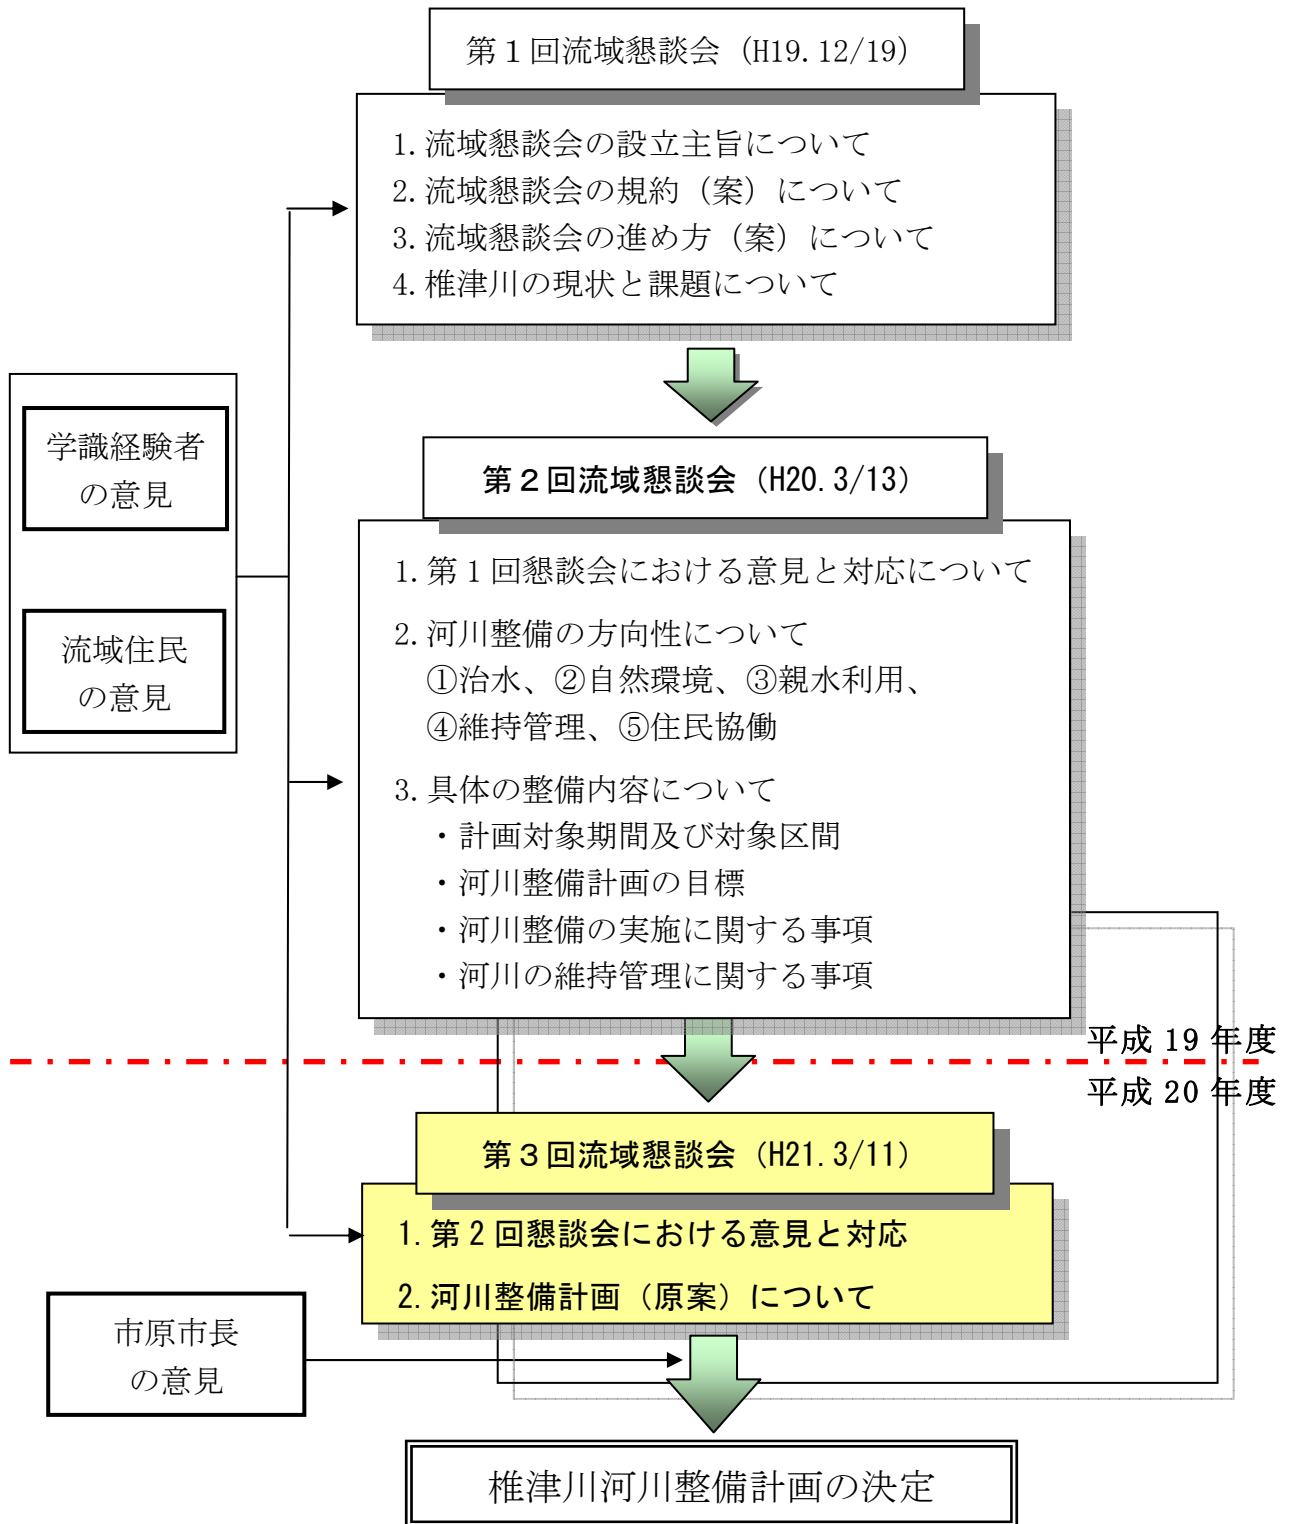 第１回流域懇談会（H19.12/19）
1.流域懇談会の設立主旨について
2.流域懇談会の規約（案）について
3.流域懇談会の進め方（案）について
4.椎津川の現状と課題について
学識経験者
の意見
流域住民
の意見
第２回流域懇談会（H20.3/13）
1.第１回懇談会における意見と対応について
2.河川整備の方向性について
①治水、②自然環境、③親水利用、
④維持管理、⑤住民協働
3.具体の整備内容について
・計画対象期間及び対象区間
・河川整備計画の目標
・河川整備の実施に関する事項
・河川の維持管理に関する事項
平成 19 年度
平成 20 年度
第３回流域懇談会（H21.3/11）
1.第２回懇談会における意見と対応
2.河川整備計画（原案）について
市原市長
の意見
椎津川河川整備計画の決定